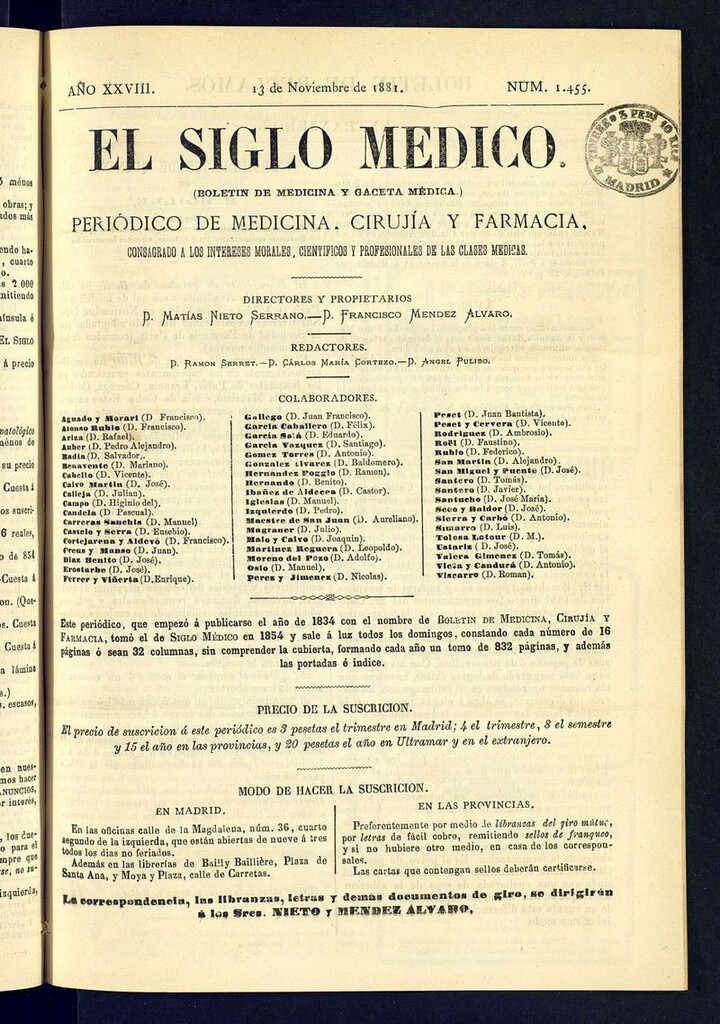 AÑO XXVIII.
13 de Noviembre de 1881.
NÚM. 1.455.
TIMBRE
MADRID
EL SIGLO MEDICO.
(BOLETIN DE MEDICINA Y GACETA MÉDICA.)
PERIÓDICO DE MEDICINA. CIRUJÍA Y FARMACIA,
CONSAGRADO A LOS INTERESES MORALES, CIENTIFICOS Y PROFESIONALES DE LAS CLASES MEDICAS.
DIRECTORES Y PROPIETARIOS
D. MATÍAS NIETO SERRANO.—D. FRANCISCO MENDEZ ALVARO.
REDACTORES.
D. RAMON SERRET.—D. CÁRLOS MARÍA CORTEZO.—D. ANGEL PULIDO.
COLABORADORES.
Aguado y Morari (D Francisco).
Alonso Rubio (D. Francisco).
Ariza (D. Rafael).
Auber (D. Pedro Alejandro).
Badía (D. Salvador,.
Benavente (D. Mariano).
Cabello (D. Vicente).
Calvo Martin (D. José).
Calleja (D. Julian).
Campo (D. Higinio del).
Candela (D Pascual).
Carreras Sanchis (D. Manuel)
Castelo y Serra (D. Eusebio).
Cortejarena y Aldevó (D. Francisco).
Creus y Manso (D. Juan).
Diaz Benito (D. José).
Erostarbe (D. José).
Ferrer y Viñerta (D.Enrique).
Gallego (D. Juan Francisco).
García Caballero (D. Félix).
García Solá (D. Eduardo).
García Vazquez (D. Santiago).
Gomez Torres (D. Antonio).
Gonzalez Alvarez (D. Baldomero).
Hernandez Poggio (D. Ramon).
Hernando (D. Benito).
Ibañez de Aldecoa (D. Castor).
Iglesias (D. Manuel).
Izquierdo (D. Pedro).
Maestre de San Juan (D. Aureliano).
Magraner (D. Julio)
Malo y Calvo (D. Joaquin).
Martinez Reguera (D. Leopoldo).
Moreno del Pozo (D. Adolfo).
Osio (D. Manuel).
Perez y Jimenez (D. Nicolas).
Peset (D. Juan Bautista).
Peset y Cervera (D. Vicente).
Rodriguez (D. Ambrosio).
Roël (D. Faustino).
Rubio (D. Federico).
San Martin (D. Alejandro).
San Miguel y Puente (D. José).
Santero (D. Tomás).
Santero (D. Javier).
Santucho (D. José María).
Seco y Baldor (D. José).
Sierra y Carbó (D. Antonio).
Simarro (D. Luis).
Tolosa Latour (D. M.).
Ustariz (D. José).
Valera Gimenez (D. Tomás).
Vieta y Candurá (D. Antonio).
Viscarro (D. Roman).
Este periódico, que empezó á publicarse el año de 1834 con el nombre de BOLETIN DE MEDICINA, CIRUJÍA Y
FARMACIA, tomó el de SIGLO MÉDICO en 1854 y sale á luz todos los domingos, constando cada número de 16
páginas ó sean 32 columnas, sin comprender la cubierta, formando cada año un tomo de 832 páginas, y además
las portadas é índice.
PRECIO DE LA SUSCRICION.
El precio de suscricion á este periódico es 3 pesetas el trimestre en Madrid; 4 el trimestre, 8 el semestre
y 15 el año en las provincias, y 20 pesetas el año en Ultramar y en el extranjero.
MODO DE HACER LA SUSCRICION.
EN MADRID.
En las oficinas calle de la Magdalena, núm. 36, cuarto
segundo de la izquierda, que están abiertas de nueve á tres
todos los dias no feriados.
Además en las librerías de Bailly Baillière, Plaza de
Santa Ana, y Moya y Plaza, calle de Carretas.
EN LAS PROVINCIAS.
Preferentemente por medio de libranzas del giro mútuo,
por letras de fácil cobro, remitiendo sellos de franqueo,
y si no hubiere otro medio, en casa de los correspon-
sales.
Las cartas que contengan sellos deberán certificarse.
La correspondencia, las libranzas, letras y demas documentos de giro, se dirigirán
á los Sres. NIETO y MENDEZ ÁLVARO.